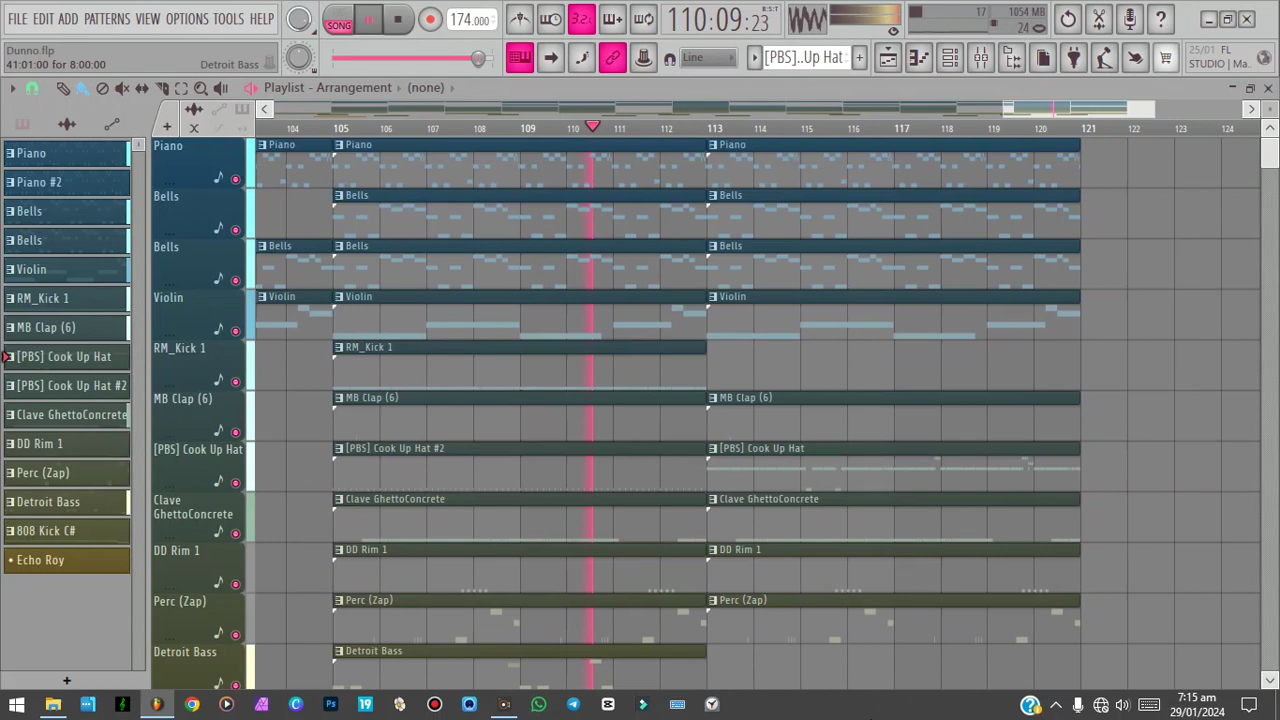 FILE EDIT ADD PATTERNS VIEW OPTIONS TOOLS HELP
SONG
174.000
3.2
110:09:23
B:S:T
17
1054 MB
24
Dunno.flp
41:01:00 for 8:00:00
Detroit Bass
Line
[PBS]..Up Hat
25/01 FL
STUDIO | Ma..
Playlist - Arrangement
(none)
104 105 106 107 108 109 110 111 112 113 114 115 116 117 118 119 120 121 122 123 124
Piano
Piano #2
Bells
Bells
Violin
RM_Kick 1
MB Clap (6)
[PBS] Cook Up Hat
[PBS] Cook Up Hat #2
Clave GhettoConcrete
DD Rim 1
Perc (Zap)
Detroit Bass
808 Kick C#
Echo Roy
Piano
Piano
Piano
Piano
Bells
Bells
Bells
Bells
Bells
Bells
Bells
Violin
Violin
Violin
Violin
RM_Kick 1
RM_Kick 1
MB Clap (6)
MB Clap (6)
MB Clap (6)
[PBS] Cook Up Hat
[PBS] Cook Up Hat #2
[PBS] Cook Up Hat
Clave
GhettoConcrete
Clave GhettoConcrete
Clave GhettoConcrete
DD Rim 1
DD Rim 1
DD Rim 1
Perc (Zap)
Perc (Zap)
Perc (Zap)
Detroit Bass
Detroit Bass
7:15 am
29/01/2024